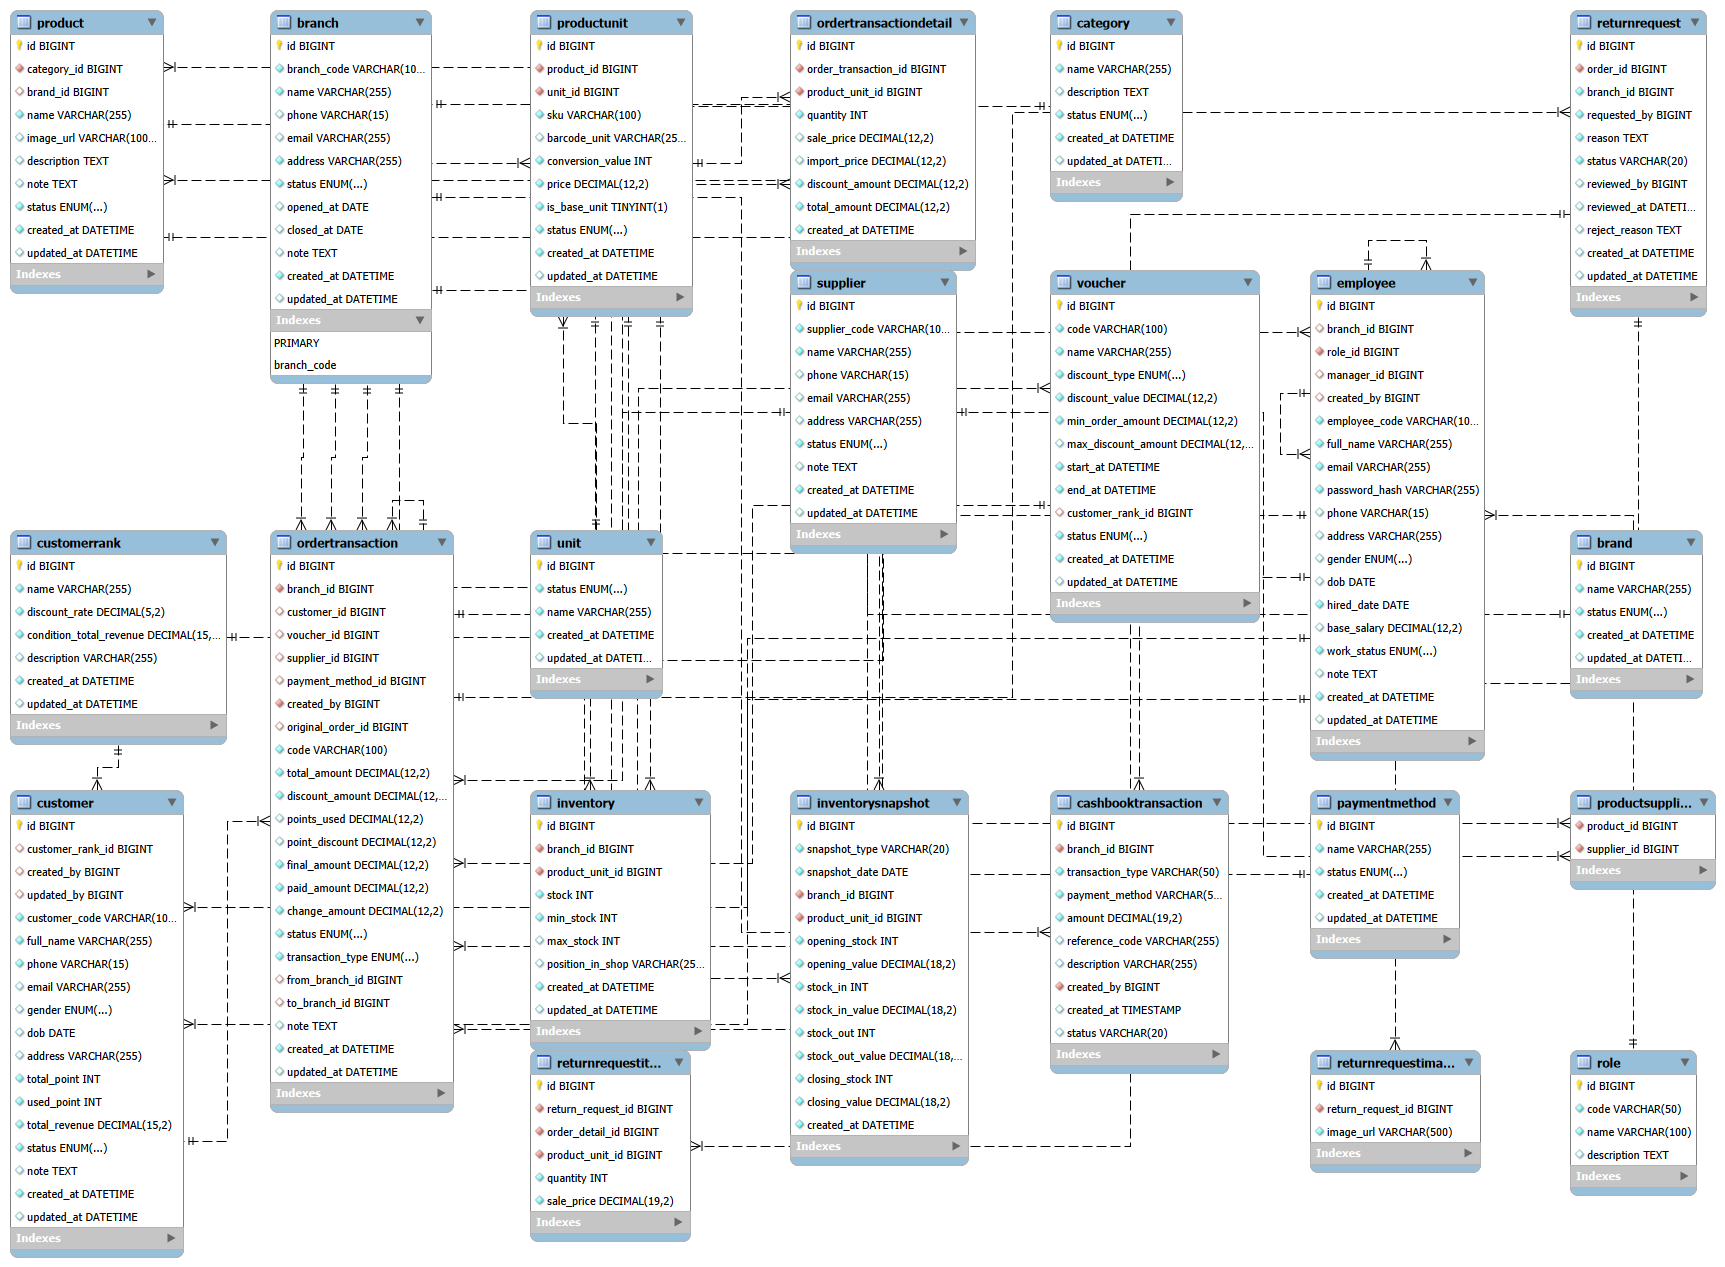 product
id BIGINT
category_id BIGINT
brand_id BIGINT
name VARCHAR(255)
image_url VARCHAR(100...
description TEXT
note TEXT
status ENUM(...)
created_at DATETIME
updated_at DATETIME
Indexes
branch
id BIGINT
branch_code VARCHAR(10...
name VARCHAR(255)
phone VARCHAR(15)
email VARCHAR(255)
address VARCHAR(255)
status ENUM(...)
opened_at DATE
closed_at DATE
note TEXT
created_at DATETIME
updated_at DATETIME
Indexes
PRIMARY
branch_code
productunit
id BIGINT
product_id BIGINT
unit_id BIGINT
sku VARCHAR(100)
barcode_unit VARCHAR(25...
conversion_value INT
price DECIMAL(12,2)
is_base_unit TINYINT(1)
status ENUM(...)
created_at DATETIME
updated_at DATETIME
Indexes
ordertransactiondetail
id BIGINT
order_transaction_id BIGINT
product_unit_id BIGINT
quantity INT
sale_price DECIMAL(12,2)
import_price DECIMAL(12,2)
discount_amount DECIMAL(12,2)
total_amount DECIMAL(12,2)
created_at DATETIME
Indexes
category
id BIGINT
name VARCHAR(255)
description TEXT
status ENUM(...)
created_at DATETIME
updated_at DATETI...
Indexes
returnrequest
id BIGINT
order_id BIGINT
branch_id BIGINT
requested_by BIGINT
reason TEXT
status VARCHAR(20)
reviewed_by BIGINT
reviewed_at DATETI...
reject_reason TEXT
created_at DATETIME
updated_at DATETIME
Indexes
supplier
id BIGINT
supplier_code VARCHAR(10...
name VARCHAR(255)
phone VARCHAR(15)
email VARCHAR(255)
address VARCHAR(255)
status ENUM(...)
note TEXT
created_at DATETIME
updated_at DATETIME
Indexes
voucher
id BIGINT
code VARCHAR(100)
name VARCHAR(255)
discount_type ENUM(...)
discount_value DECIMAL(12,2)
min_order_amount DECIMAL(12,2)
max_discount_amount DECIMAL(12,...
start_at DATETIME
end_at DATETIME
customer_rank_id BIGINT
status ENUM(...)
created_at DATETIME
updated_at DATETIME
Indexes
employee
id BIGINT
branch_id BIGINT
role_id BIGINT
manager_id BIGINT
created_by BIGINT
employee_code VARCHAR(10...
full_name VARCHAR(255)
email VARCHAR(255)
password_hash VARCHAR(255)
phone VARCHAR(15)
address VARCHAR(255)
gender ENUM(...)
dob DATE
hired_date DATE
base_salary DECIMAL(12,2)
work_status ENUM(...)
note TEXT
created_at DATETIME
updated_at DATETIME
Indexes
customerrank
id BIGINT
name VARCHAR(255)
discount_rate DECIMAL(5,2)
condition_total_revenue DECIMAL(15,...
description VARCHAR(255)
created_at DATETIME
updated_at DATETIME
Indexes
ordertransaction
id BIGINT
branch_id BIGINT
customer_id BIGINT
voucher_id BIGINT
supplier_id BIGINT
payment_method_id BIGINT
created_by BIGINT
original_order_id BIGINT
code VARCHAR(100)
total_amount DECIMAL(12,2)
discount_amount DECIMAL(12,...
points_used DECIMAL(12,2)
point_discount DECIMAL(12,2)
final_amount DECIMAL(12,2)
paid_amount DECIMAL(12,2)
change_amount DECIMAL(12,2)
status ENUM(...)
transaction_type ENUM(...)
from_branch_id BIGINT
to_branch_id BIGINT
note TEXT
created_at DATETIME
updated_at DATETIME
Indexes
unit
id BIGINT
status ENUM(...)
name VARCHAR(255)
created_at DATETIME
updated_at DATETI...
Indexes
brand
id BIGINT
name VARCHAR(255)
status ENUM(...)
created_at DATETIME
updated_at DATETI...
Indexes
customer
id BIGINT
customer_rank_id BIGINT
created_by BIGINT
updated_by BIGINT
customer_code VARCHAR(10...
full_name VARCHAR(255)
phone VARCHAR(15)
email VARCHAR(255)
gender ENUM(...)
dob DATE
address VARCHAR(255)
total_point INT
used_point INT
total_revenue DECIMAL(15,2)
status ENUM(...)
note TEXT
created_at DATETIME
updated_at DATETIME
Indexes
inventory
id BIGINT
branch_id BIGINT
product_unit_id BIGINT
stock INT
min_stock INT
max_stock INT
position_in_shop VARCHAR(25...
created_at DATETIME
updated_at DATETIME
Indexes
inventorysnapshot
id BIGINT
snapshot_type VARCHAR(20)
snapshot_date DATE
branch_id BIGINT
product_unit_id BIGINT
opening_stock INT
opening_value DECIMAL(18,2)
stock_in INT
stock_in_value DECIMAL(18,2)
stock_out INT
stock_out_value DECIMAL(18,...
closing_stock INT
closing_value DECIMAL(18,2)
created_at DATETIME
Indexes
cashbooktransaction
id BIGINT
branch_id BIGINT
transaction_type VARCHAR(50)
payment_method VARCHAR(5...
amount DECIMAL(19,2)
reference_code VARCHAR(255)
description VARCHAR(255)
created_by BIGINT
created_at TIMESTAMP
status VARCHAR(20)
Indexes
paymentmethod
id BIGINT
name VARCHAR(255)
status ENUM(...)
created_at DATETIME
updated_at DATETIME
Indexes
productsuppli...
product_id BIGINT
supplier_id BIGINT
Indexes
returnrequestit...
id BIGINT
return_request_id BIGINT
order_detail_id BIGINT
product_unit_id BIGINT
quantity INT
sale_price DECIMAL(19,2)
Indexes
returnrequestima...
id BIGINT
return_request_id BIGINT
image_url VARCHAR(500)
Indexes
role
id BIGINT
code VARCHAR(50)
name VARCHAR(100)
description TEXT
Indexes